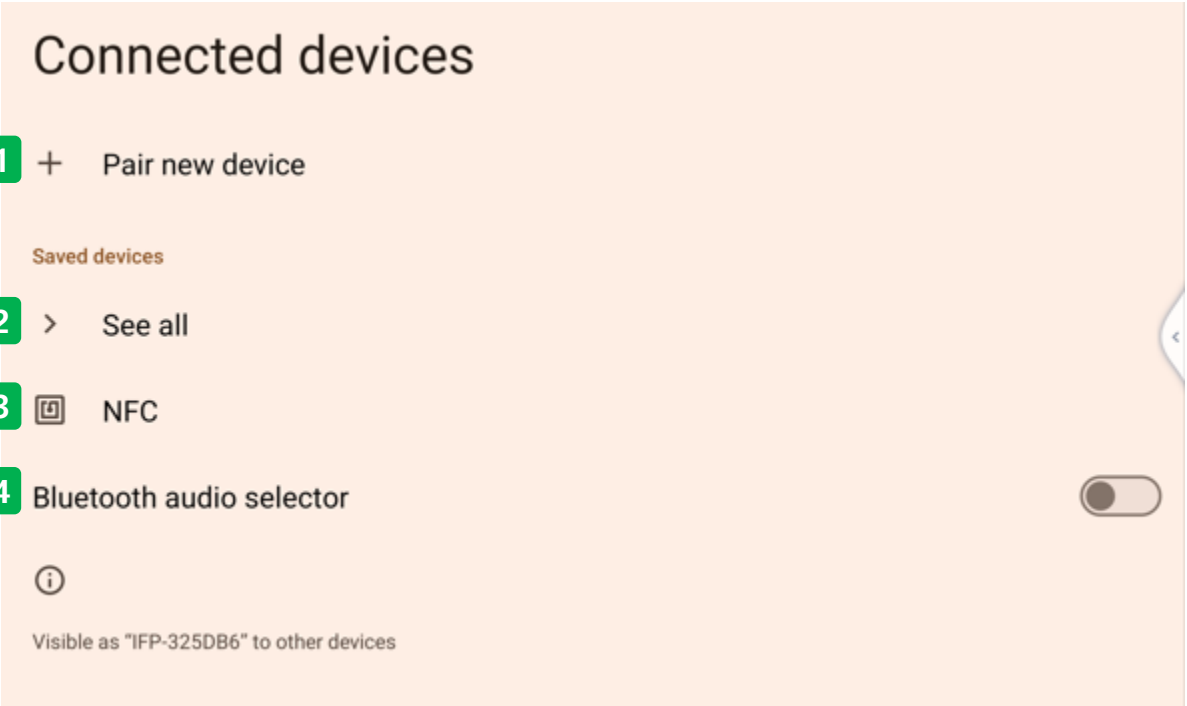 Connected devices
1 Pair new device
Saved devices
2 See all
3 NFC
4 Bluetooth audio selector
Visible as "IFP-325DB6" to other devices